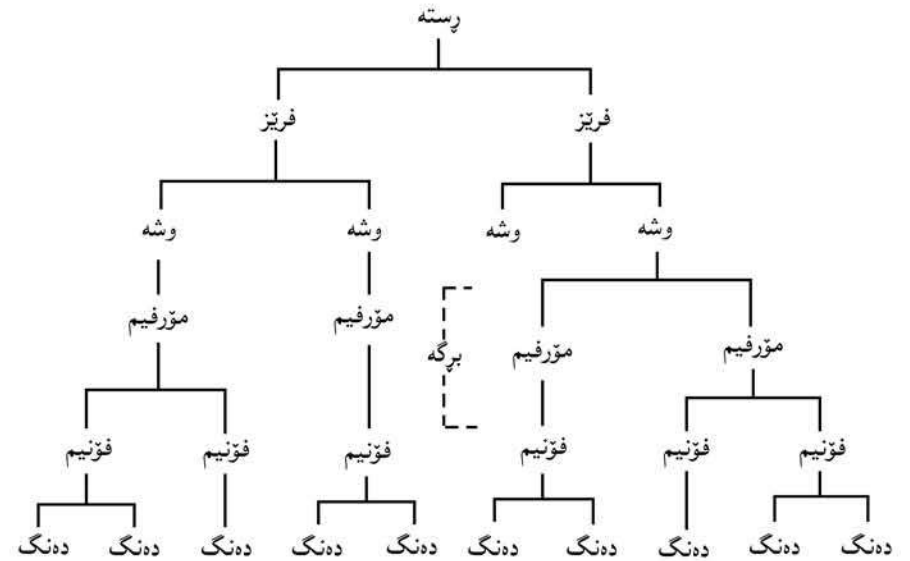 ڕستە
فرێز فرێز
وشە وشە وشە وشە
مۆرفیم مۆرفیم مۆرفیم مۆرفیم
بڕگە
فۆنیم فۆنیم فۆنیم فۆنیم فۆنیم فۆنیم
دەنگ دەنگ دەنگ دەنگ دەنگ دەنگ دەنگ دەنگ دەنگ دەنگ